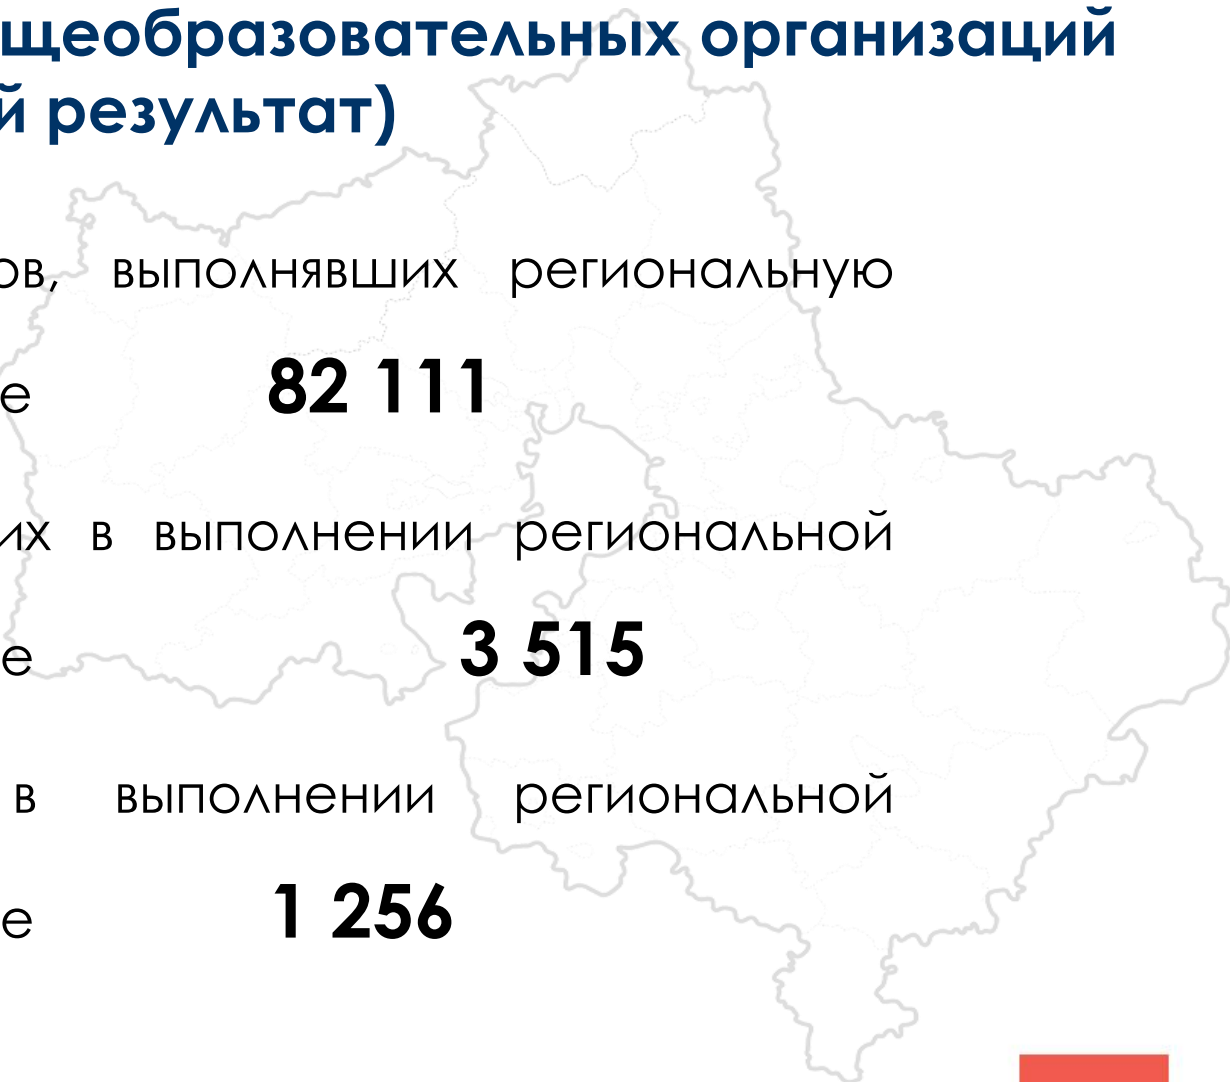 щеобразовательных организаций
й результат)
ов, выполнявших региональную
е 82 111
их в выполнении региональной
е 3 515
в выполнении региональной
е 1 256